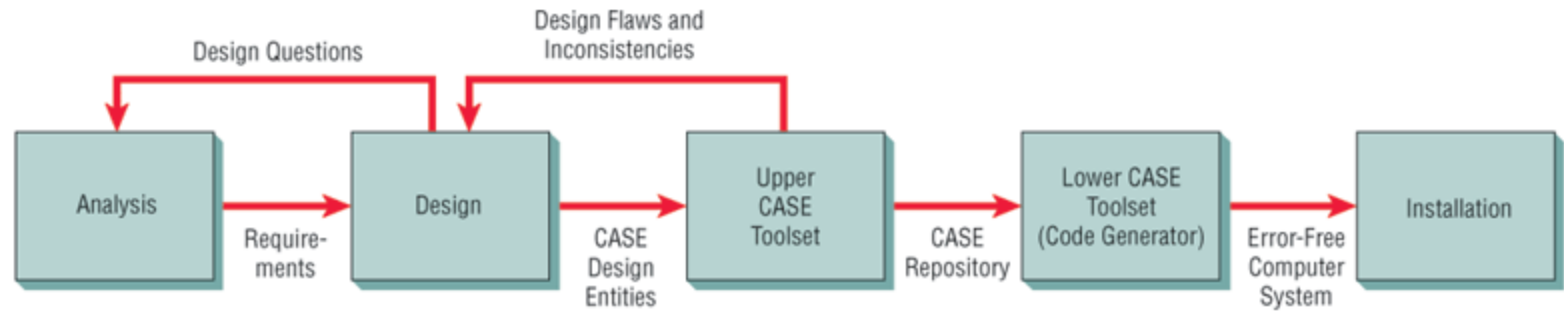 Design Questions
Design Flaws and
Inconsistencies
Analysis
Require-
ments
Design
CASE
Design
Entities
Upper
CASE
Toolset
CASE
Repository
Lower CASE
Toolset
(Code Generator)
Error-Free
Computer
System
Installation